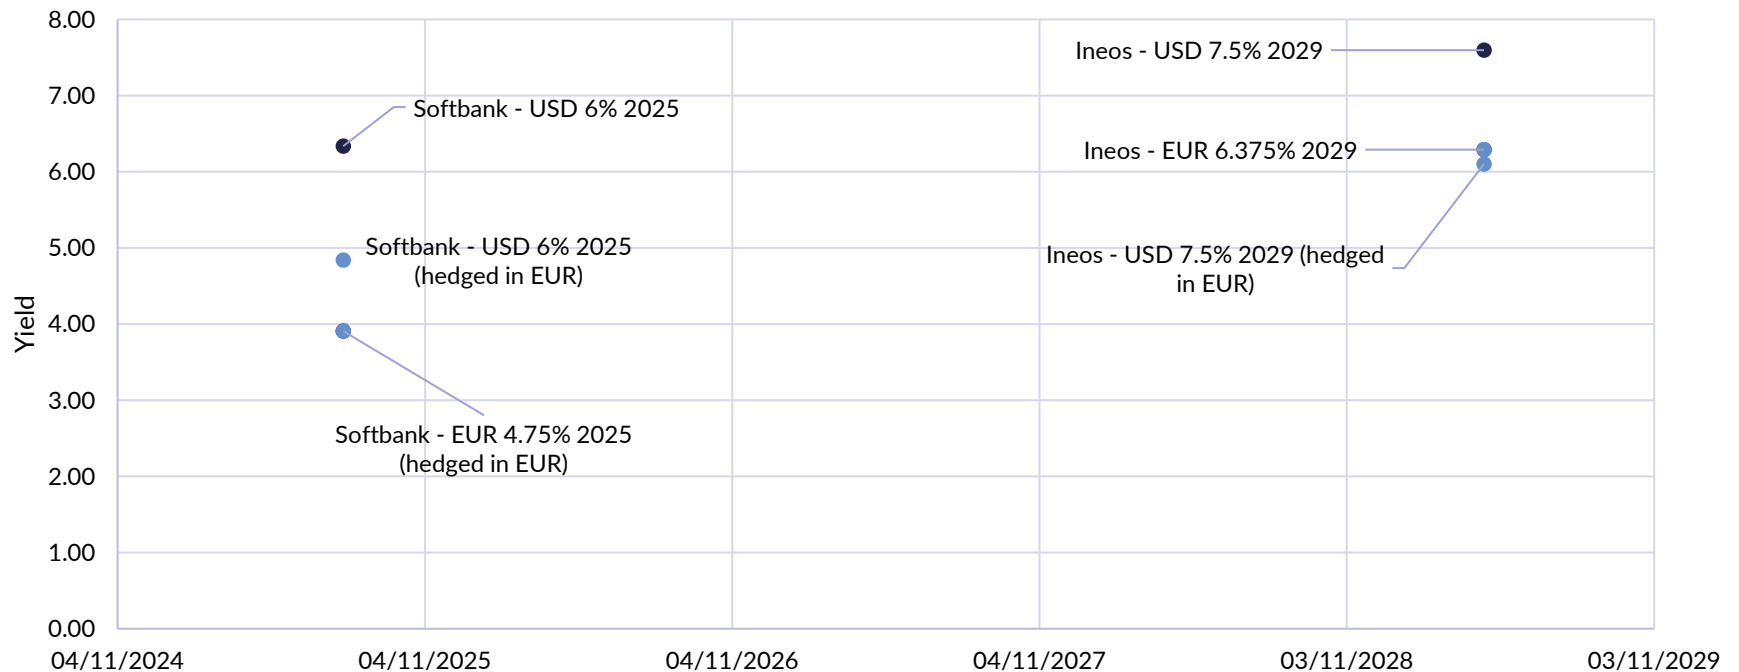 8.00
Ineos - USD 7.5% 2029
7.00
Softbank - USD 6% 2025
Ineos - EUR 6.375% 2029
6.00
5.00
Softbank - USD 6% 2025
(hedged in EUR)
Ineos - USD 7.5% 2029 (hedged
in EUR)
Yield
4.00
3.00
Softbank - EUR 4.75% 2025
(hedged in EUR)
2.00
1.00
0.00
04/11/2024
04/11/2025
04/11/2026
04/11/2027
03/11/2028
03/11/2029